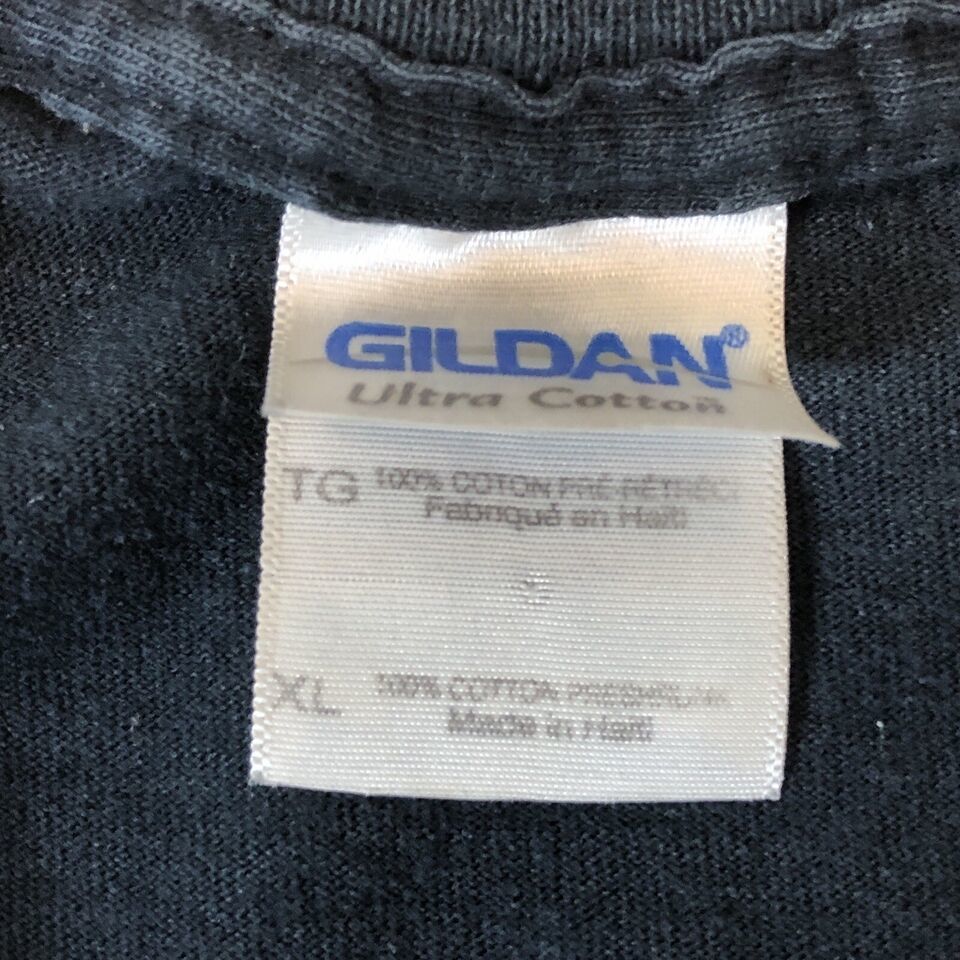 GILDAN®
Ultra Cotton
TG 100% COTON PRÉ-RÉTRÉCI
Fabriqué en Haïti
XL 100% COTTON PRESHRUNK
Made in Haiti